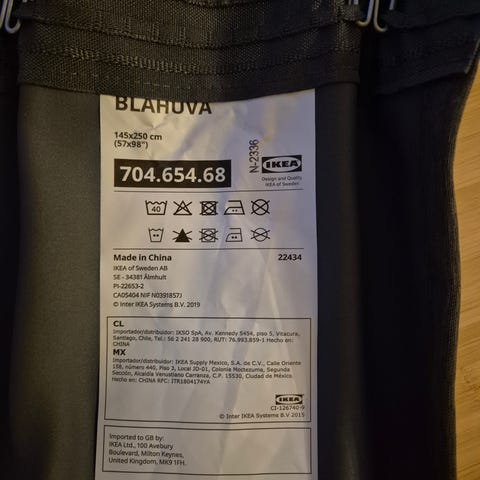 BLÅHUVA
145x250 cm
(57x98")
704.654.68
N-2336
IKEA
Design and Quality
IKEA of Sweden
40
Made in China
22434
IKEA of Sweden AB
SE - 34381 Älmhult
PI-22653-2
CA05404 NIF N0391857J
© Inter IKEA Systems B.V. 2019
CL
Importador/distribuidor: IKSO SpA, Av. Kennedy 5454, piso 5, Vitacura,
Santiago, Chile, Tel.: 56 2 241 28 900, RUT: 76.993.859-1 Hecho en:
CHINA
MX
Importador/distribuidor: IKEA Supply Mexico, S.A. de C.V., Calle Oriente
158, número 440, Piso 3, Local JO-01, Colonia Moctezuma, Segunda
Sección, Alcaldía Venustiano Carranza, C.P. 15530, Ciudad de México.
Hecho en: CHINA RFC: ITR1804174YA
IKEA
CI-126740-9
© Inter IKEA Systems B.V 2015
Imported to GB by:
IKEA Ltd., 100 Avebury
Boulevard, Milton Keynes,
United Kingdom, MK9 1FH.